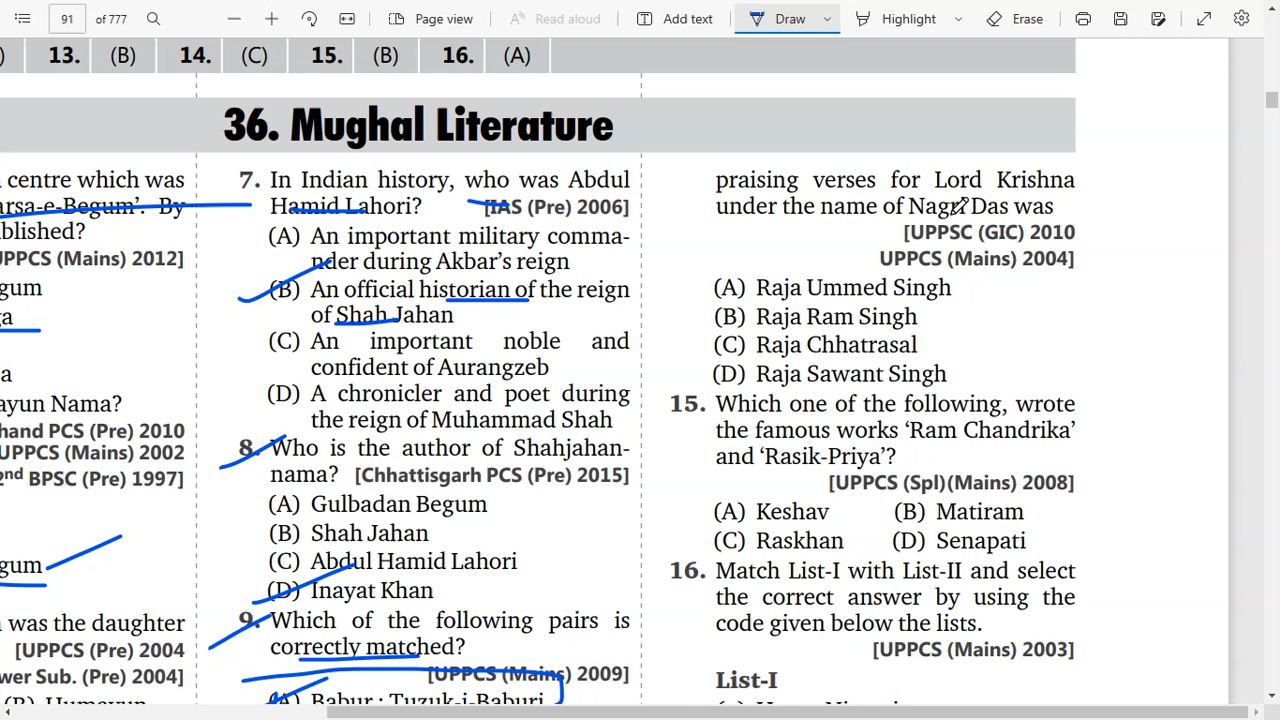 91 of 777 Page view Read aloud Add text Draw Highlight Erase
13. (B) 14. (C) 15. (B) 16. (A)
36. Mughal Literature
centre which was
arsa-e-Begum'. By
ablished?
UPPCS (Mains) 2012]
gum
ga
a
ayun Nama?
hand PCS (Pre) 2010
UPPCS (Mains) 2002
2nd BPSC (Pre) 1997]
gum
was the daughter
[UPPCS (Pre) 2004
wer Sub. (Pre) 2004]
(B) Humayun
7. In Indian history, who was Abdul
Hamid Lahori? [IAS (Pre) 2006]
(A) An important military comma-
nder during Akbar's reign
(B) An official historian of the reign
of Shah Jahan
(C) An important noble and
confident of Aurangzeb
(D) A chronicler and poet during
the reign of Muhammad Shah
8. Who is the author of Shahjahan-
nama? [Chhattisgarh PCS (Pre) 2015]
(A) Gulbadan Begum
(B) Shah Jahan
(C) Abdul Hamid Lahori
(D) Inayat Khan
9. Which of the following pairs is
correctly matched?
[UPPCS (Mains) 2009]
(A) Babur : Tuzuk-i-Baburi
praising verses for Lord Krishna
under the name of Nagri Das was
[UPPSC (GIC) 2010
UPPCS (Mains) 2004]
(A) Raja Ummed Singh
(B) Raja Ram Singh
(C) Raja Chhatrasal
(D) Raja Sawant Singh
15. Which one of the following, wrote
the famous works 'Ram Chandrika'
and 'Rasik-Priya'?
[UPPCS (Spl)(Mains) 2008]
(A) Keshav (B) Matiram
(C) Raskhan (D) Senapati
16. Match List-I with List-II and select
the correct answer by using the
code given below the lists.
[UPPCS (Mains) 2003]
List-I